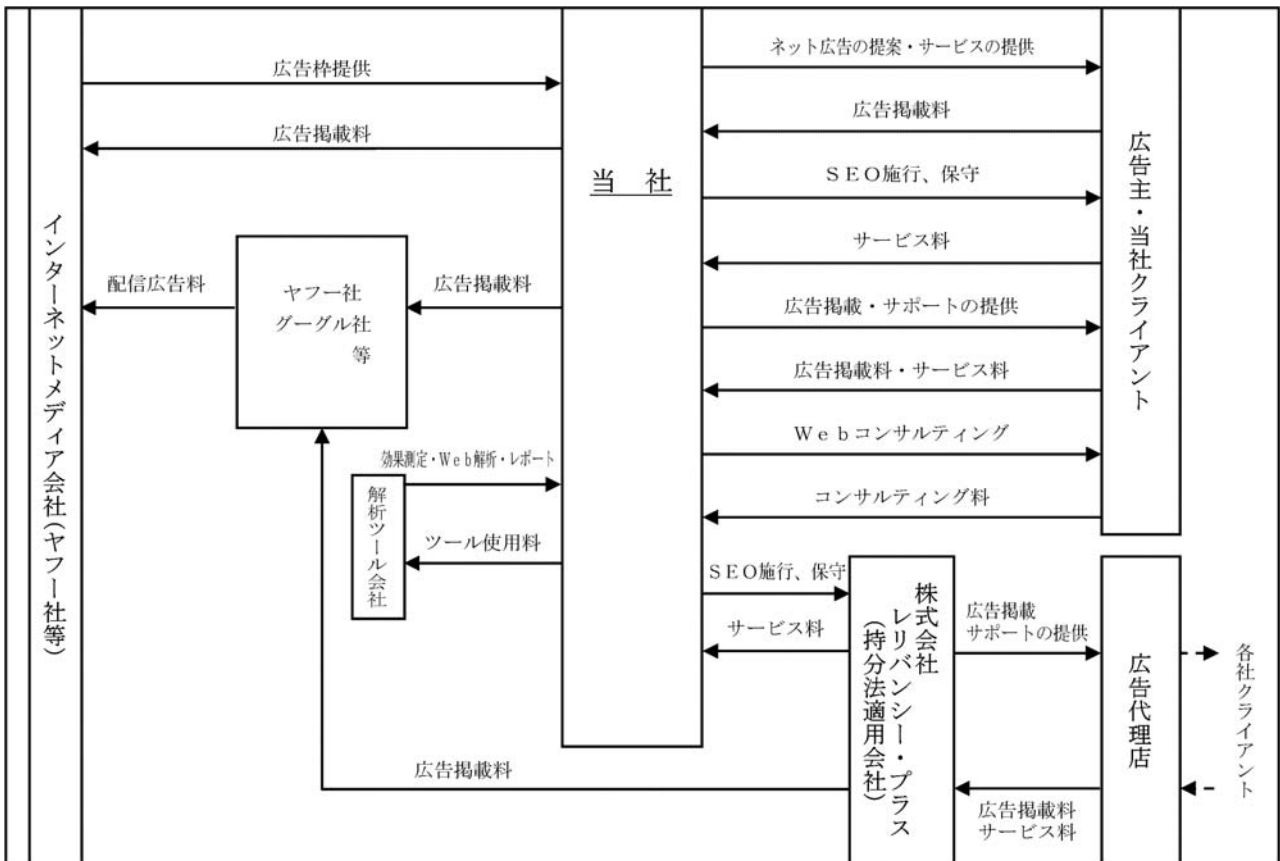 インターネットメディア会社(ヤフー社等)
広告枠提供
広告掲載料
配信広告料
ヤフー社
グーグル社
等
広告掲載料
効果測定・Web解析・レポート
解析ツール会社
ツール使用料
広告掲載料
当　社
ネット広告の提案・サービスの提供
広告掲載料
SEO施行、保守
サービス料
広告掲載・サポートの提供
広告掲載料・サービス料
Webコンサルティング
コンサルティング料
広告主・当社クライアント
SEO施行、保守
サービス料
株式会社
レリバンシー・プラス
(持分法適用会社)
広告掲載
サポートの提供
広告掲載料
サービス料
広告代理店
各社クライアント